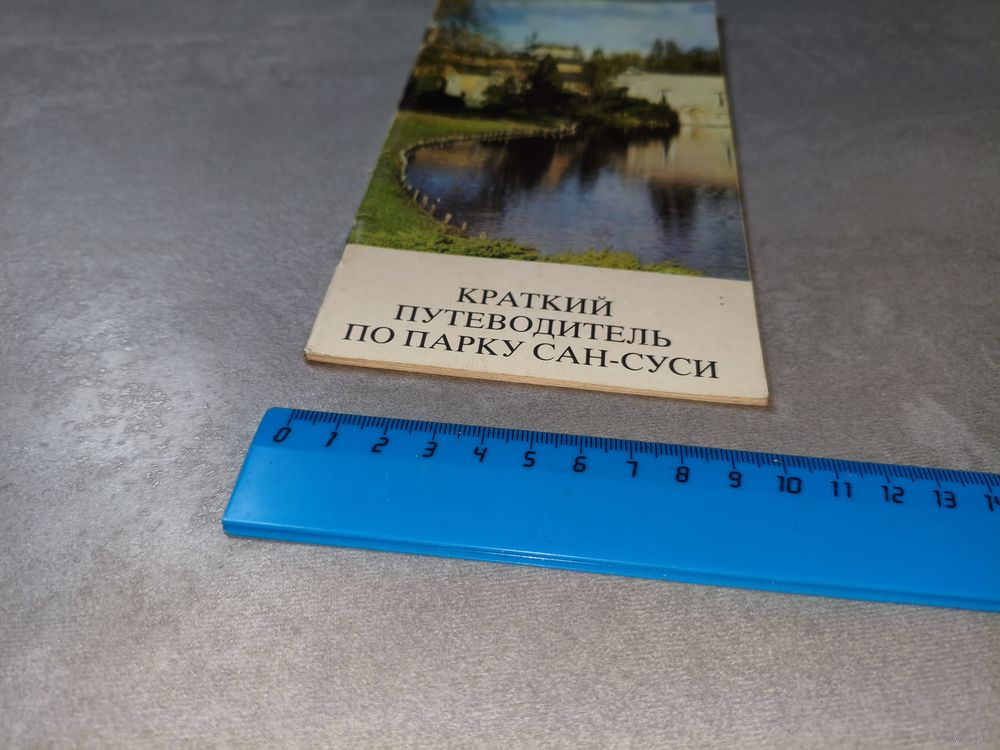 КРАТКИЙ
ПУТЕВОДИТЕЛЬ
ПО ПАРКУ САН-СУСИ
0 1 2 3 4 5 6 7 8 9 10 11 12 13 14